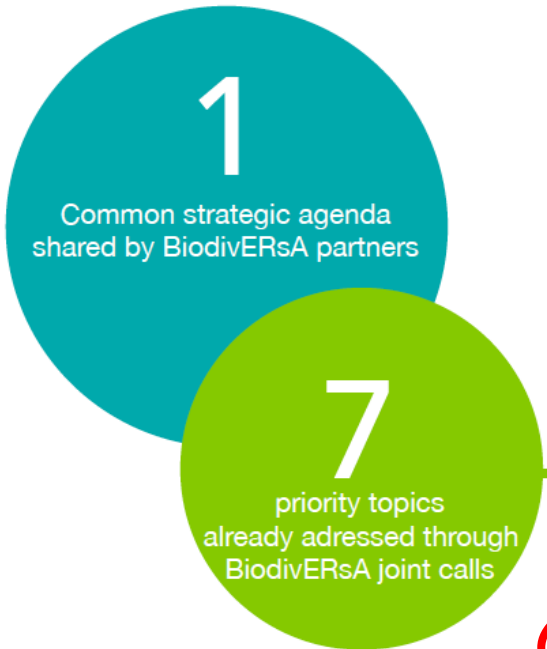 1
Common strategic agenda
shared by BiodivERsA partners
7
priority topics
already adressed through
BiodivERsA joint calls